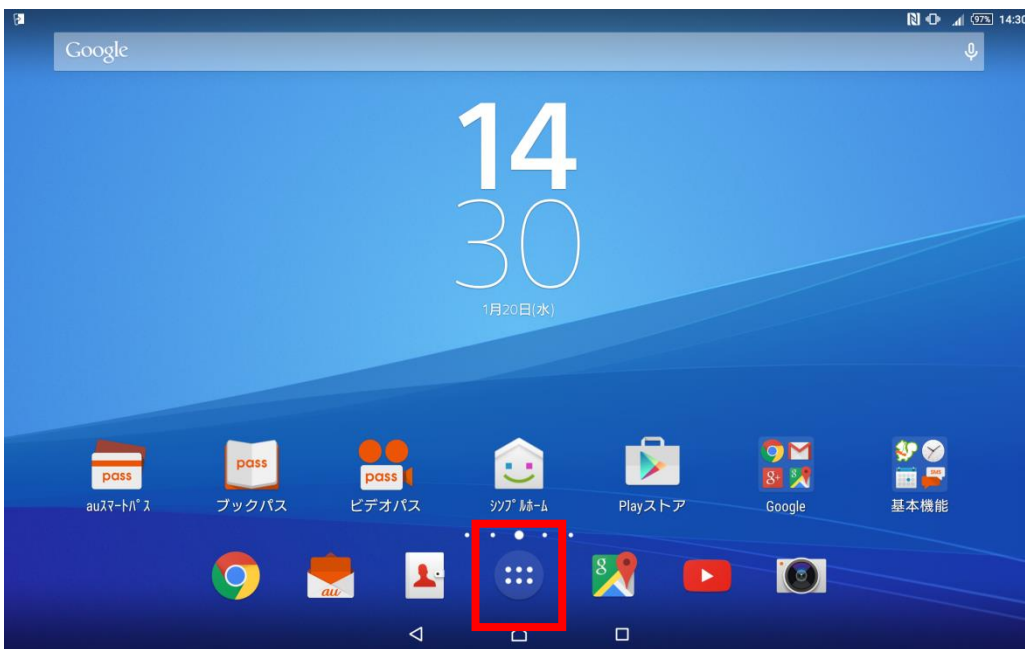 97% 14:30
Google
14
30
1月20日(水)
pass
pass
pass
auｽﾏｰﾄﾊﾟｽ
ブックパス
ビデオパス
ｼﾝﾌﾟﾙﾎｰﾑ
Playストア
Google
基本機能
SMS
au